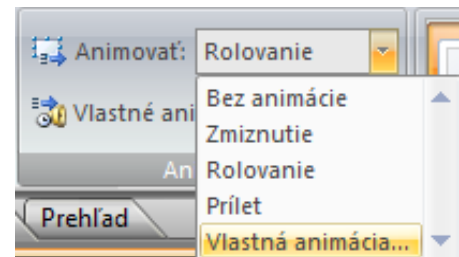 Animovať: Rolovanie
Vlastné ani
Bez animácie
Zmiznutie
Rolovanie
An
Prílet
Prehľad
Vlastná animácia...